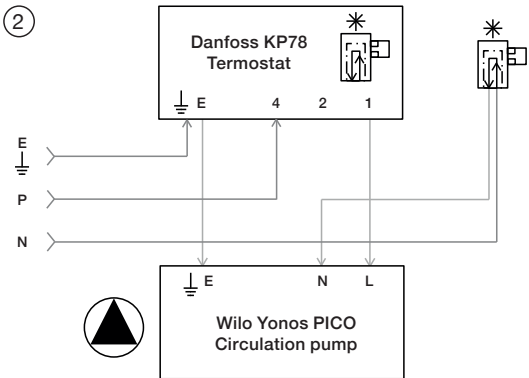 2
Danfoss KP78
Termostat
E 4 2 1
E
P
N
E N L
Wilo Yonos PICO
Circulation pump